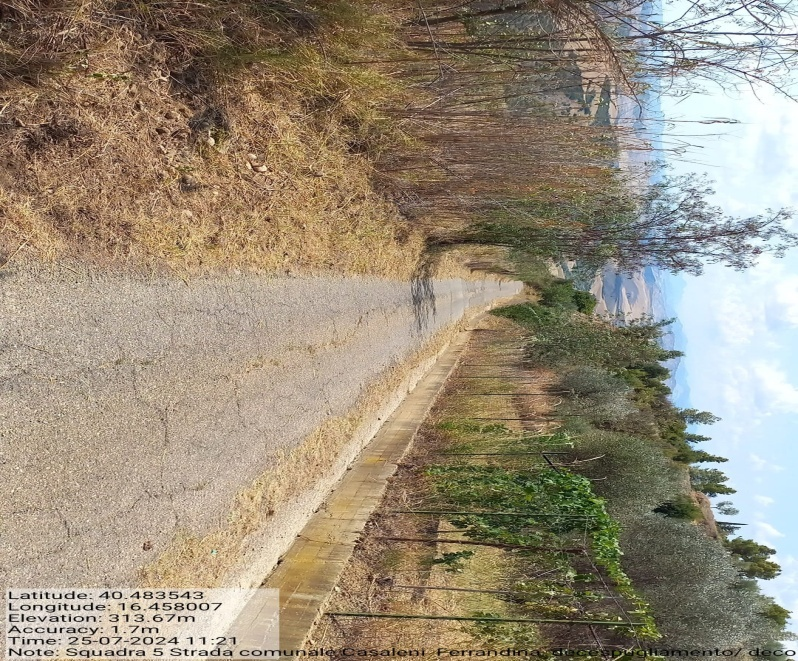 Latitude: 40.483543
Longitude: 16.458007
Elevation: 313.67m
Accuracy: 1.7m
Time: 25-07-2024 11:21
Note: Squadra 5 Strada comunale Casaleni Ferrandina, decespugliamento/ deco